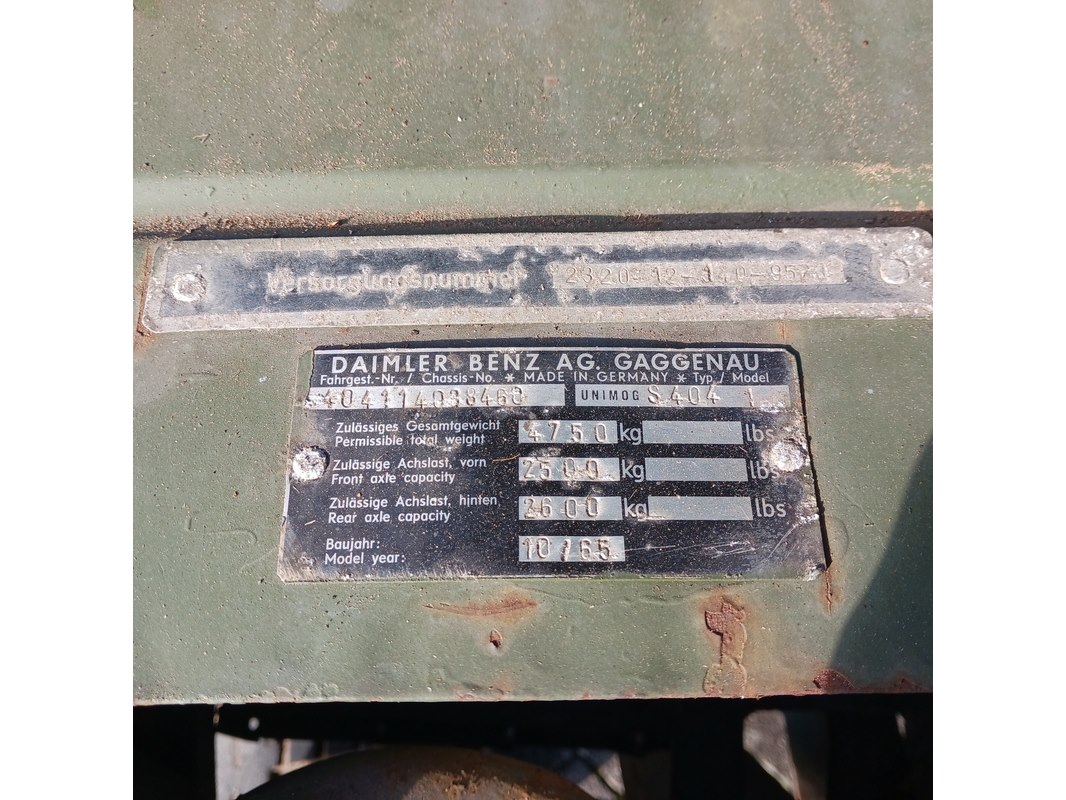 Versorgungsnummer 2320-12-140-
DAIMLER BENZ AG. GAGGENAU
Fahrgest.-Nr. / Chassis-No. * MADE IN GERMANY * Typ / Model
404114038460 UNIMOG S 404 1
Zulässiges Gesamtgewicht
Permissible total weight 4750 kg lbs
Zulässige Achslast, vorn
Front axle capacity 2500 kg lbs
Zulässige Achslast, hinten
Rear axle capacity 2600 kg lbs
Baujahr:
Model year: 10/65